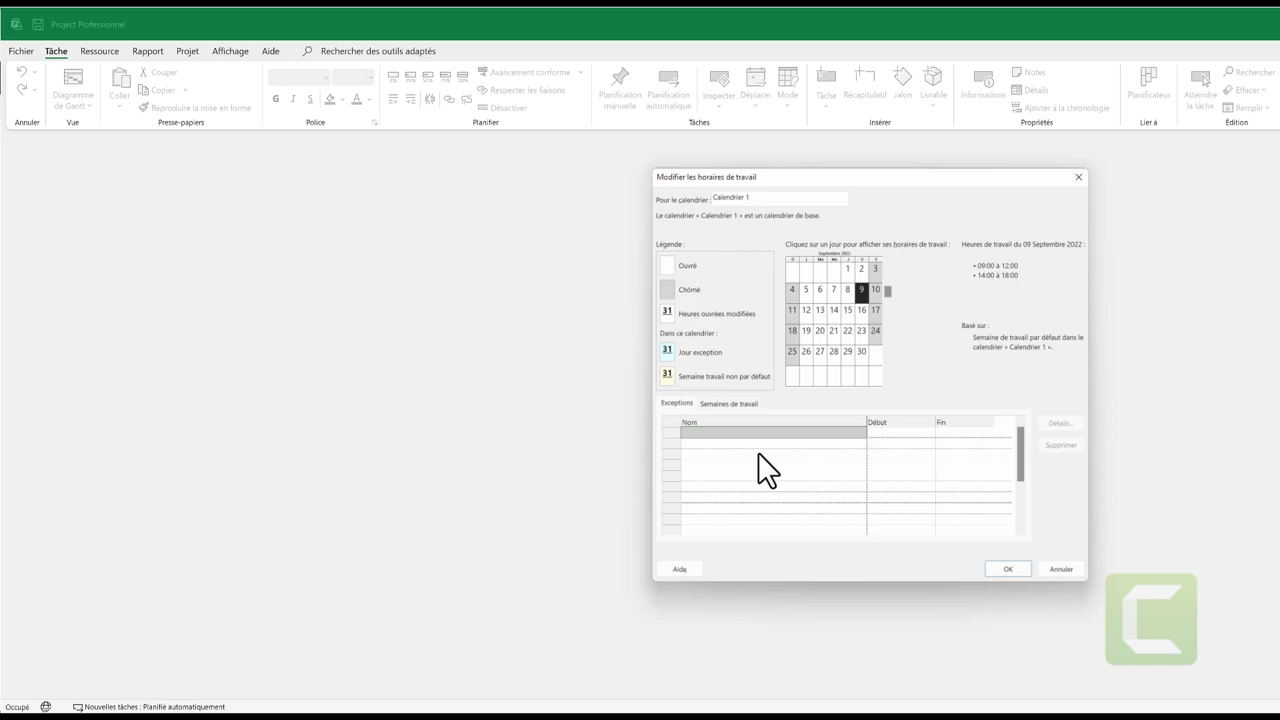 Project Professionnel
Fichier Tâche Ressource Rapport Projet Affichage Aide Rechercher des outils adaptés
Annuler
Diagramme de Gantt
Vue
Coller
Couper
Copier
Reproduire la mise en forme
Presse-papiers
G I S
Police
Avancement conforme
Respecter les liaisons
Désactiver
Planifier
Planification manuelle
Planification automatique
Inspecter
Déplacer
Mode
Tâches
Tâche
Récapitulatif
Jalon
Livrable
Insérer
Informations
Notes
Détails
Ajouter à la chronologie
Propriétés
Planificateur
Lier à
Atteindre la tâche
Rechercher
Effacer
Remplir
Édition
Modifier les horaires de travail
Pour le calendrier : Calendrier 1
Le calendrier « Calendrier 1 » est un calendrier de base.
Légende :
Ouvré
Chômé
31 Heures ouvrées modifiées
Dans ce calendrier :
31 Jour exception
31 Semaine travail non par défaut
Cliquez sur un jour pour afficher ses horaires de travail :
Septembre 2022
D L Ma Me J V S
1 2 3
4 5 6 7 8 9 10
11 12 13 14 15 16 17
18 19 20 21 22 23 24
25 26 27 28 29 30
Heures de travail du 09 Septembre 2022 :
• 09:00 à 12:00
• 14:00 à 18:00
Basé sur :
Semaine de travail par défaut dans le
calendrier « Calendrier 1 ».
Exceptions Semaines de travail
Nom Début Fin
Détails...
Supprimer
Aide OK Annuler
Occupé Nouvelles tâches : Planifié automatiquement